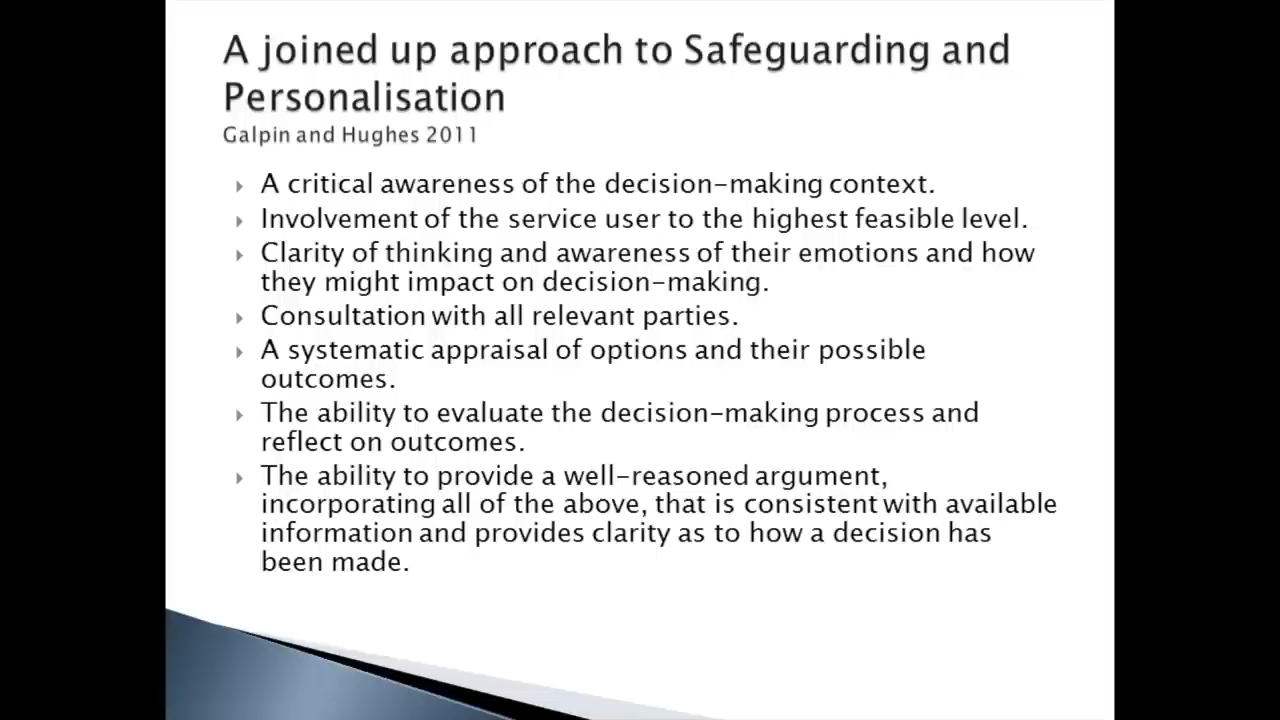 A joined up approach to Safeguarding and
Personalisation
Galpin and Hughes 2011
A critical awareness of the decision-making context.
Involvement of the service user to the highest feasible level.
Clarity of thinking and awareness of their emotions and how
they might impact on decision-making.
Consultation with all relevant parties.
A systematic appraisal of options and their possible
outcomes.
The ability to evaluate the decision-making process and
reflect on outcomes.
The ability to provide a well-reasoned argument,
incorporating all of the above, that is consistent with available
information and provides clarity as to how a decision has
been made.